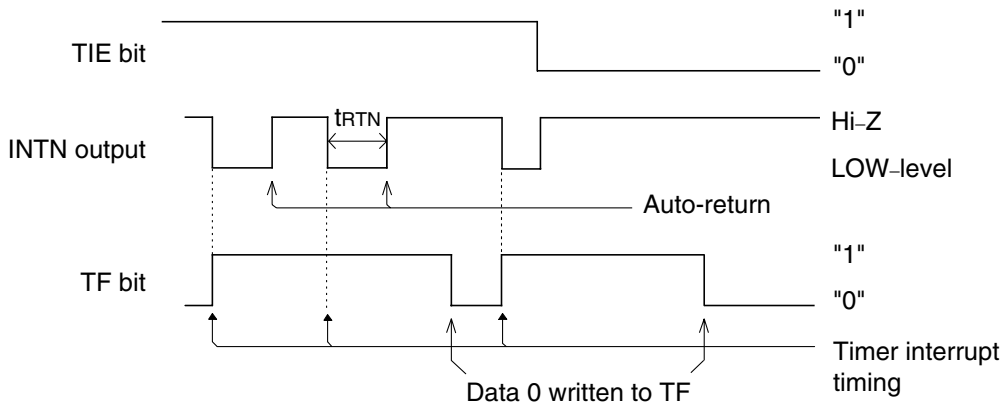 "1"
TIE bit
"0"
tRTN
Hi-Z
INTN output
LOW-level
Auto-return
"1"
TF bit
"0"
Timer interrupt
timing
Data 0 written to TF